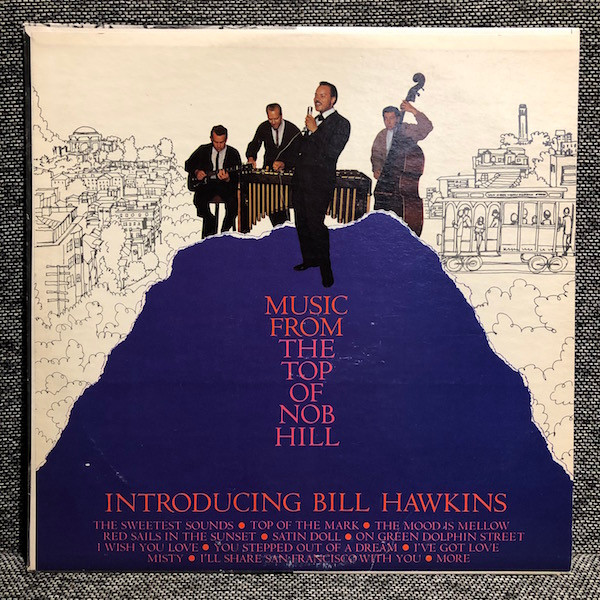 MUSIC
FROM
THE
TOP
OF
NOB
HILL
INTRODUCING BILL HAWKINS
THE SWEETEST SOUNDS • TOP OF THE MARK • THE MOOD IS MELLOW
RED SAILS IN THE SUNSET • SATIN DOLL • ON GREEN DOLPHIN STREET
I WISH YOU LOVE • YOU STEPPED OUT OF A DREAM • I'VE GOT LOVE
MISTY • I'LL SHARE SAN FRANCISCO WITH YOU • MORE